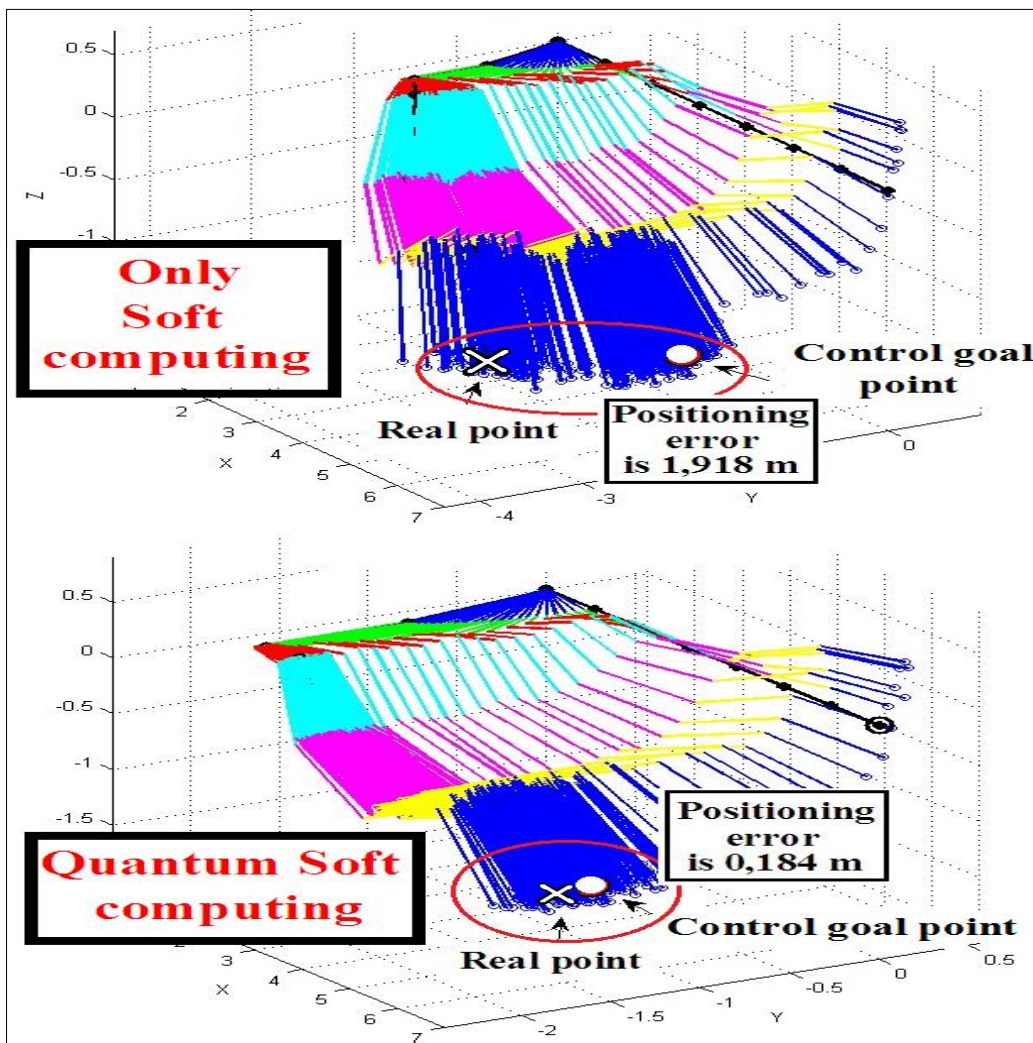 0.5
0
-0.5
-1
Z
Only
Soft
computing
Control goal
point
Real point
Positioning
error
is 1,918 m
2
3
4
5
6
7
X
-4
-3
0
Y
0.5
0
-0.5
-1
-1.5
Positioning
error
is 0,184 m
Quantum Soft
computing
Control goal point
Real point
3
4
5
6
7
X
-2
-1.5
-1
-0.5
0
0.5
Y